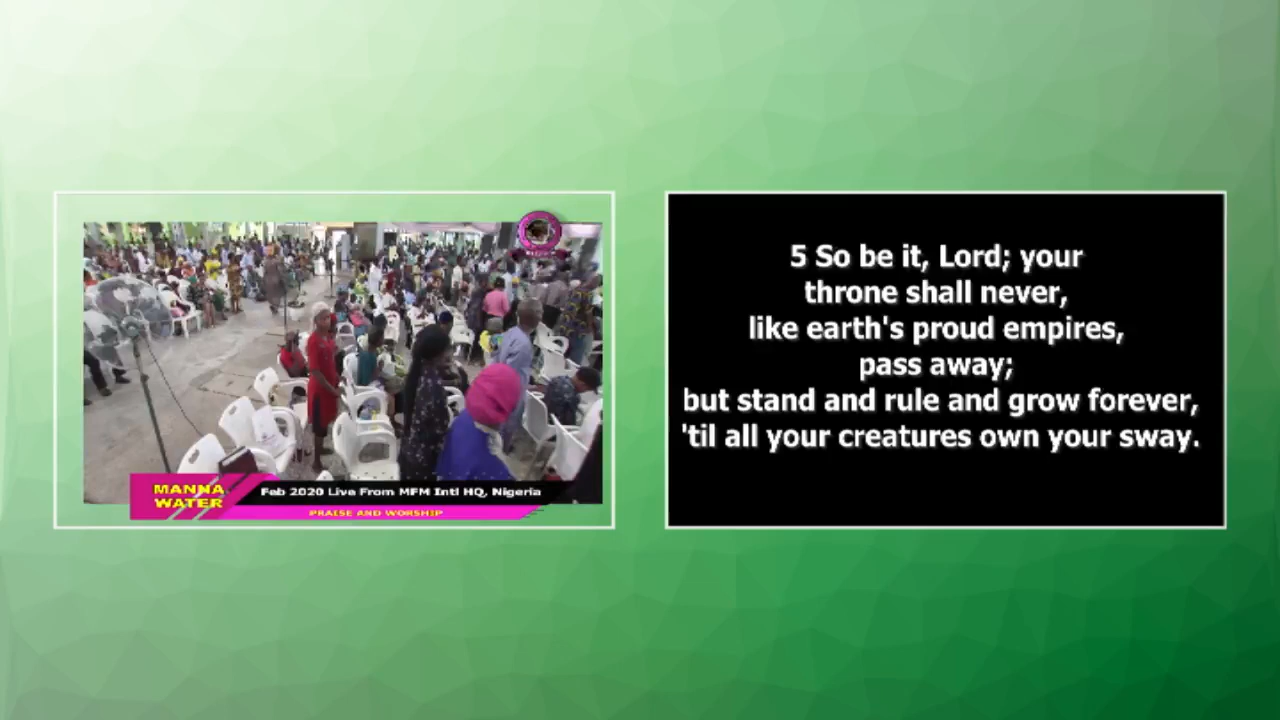 MANNA
WATER
Feb 2020 Live From MFM Intl HQ, Nigeria
PRAISE AND WORSHIP
5 So be it, Lord; your
throne shall never,
like earth's proud empires,
pass away;
but stand and rule and grow forever,
'til all your creatures own your sway.